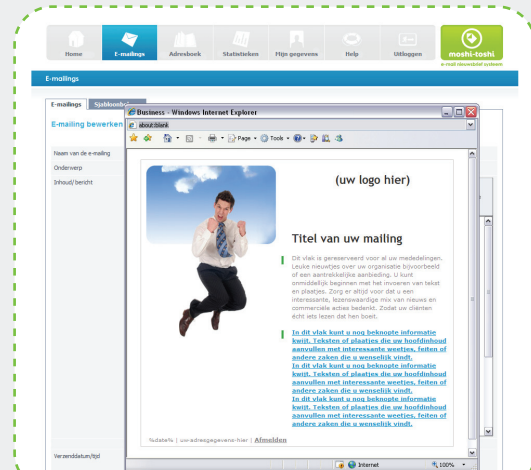 Home E-mailings Adresboek Statistieken Mijn gegevens Help Uitloggen moshi-toshi
e-mail nieuwsbrief systeem
E-mailings
E-mailings
E-mailing bewerken
Naam van de e-mailing
Onderwerp
Inhoud/bericht
Verzenddatum/tijd
Business - Windows Internet Explorer
about:blank
Page Tools
(uw logo hier)
Titel van uw mailing
Dit vlak is gereserveerd voor al uw mededelingen.
Leuke nieuwtjes over uw organisatie bijvoorbeeld
of een aantrekkelijke aanbieding. U kunt
onmiddelijk beginnen met het invoeren van tekst
en plaatjes. Zorg er altijd voor dat u een
interessante, lezenswaardige mix van nieuws en
commerciële acties bedenkt. Zodat uw cliënten
écht iets lezen dat hen boeit.
In dit vlak kunt u nog beknopte informatie
kwijt. Teksten of plaatjes die uw hoofdinhoud
aanvullen met interessante weetjes, feiten of
andere zaken die u wenselijk vindt.
In dit vlak kunt u nog beknopte informatie
kwijt. Teksten of plaatjes die uw hoofdinhoud
aanvullen met interessante weetjes, feiten of
andere zaken die u wenselijk vindt.
In dit vlak kunt u nog beknopte informatie
kwijt. Teksten of plaatjes die uw hoofdinhoud
aanvullen met interessante weetjes, feiten of
andere zaken die u wenselijk vindt.
%date% | uw-adresgegevens-hier | Afmelden
Internet 100%